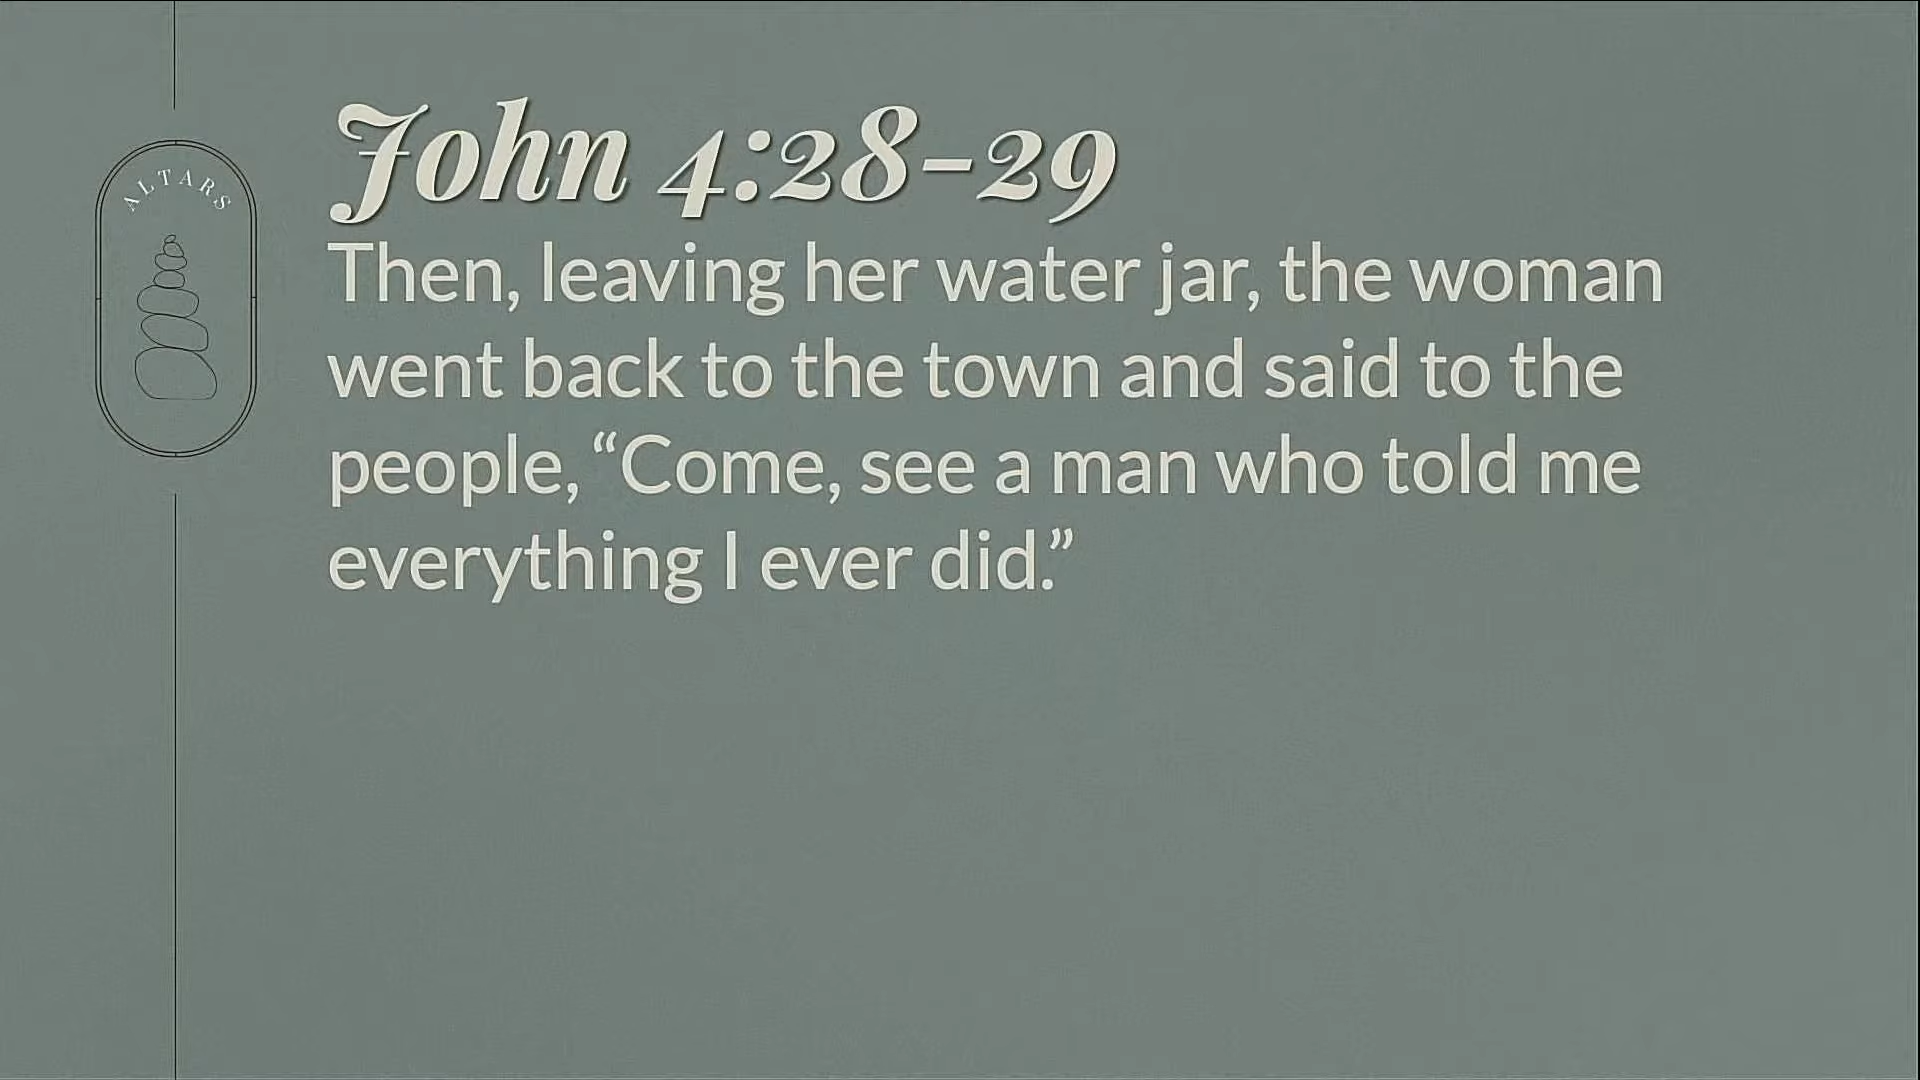 ALTARS
John 4:28-29
Then, leaving her water jar, the woman
went back to the town and said to the
people, “Come, see a man who told me
everything I ever did.”